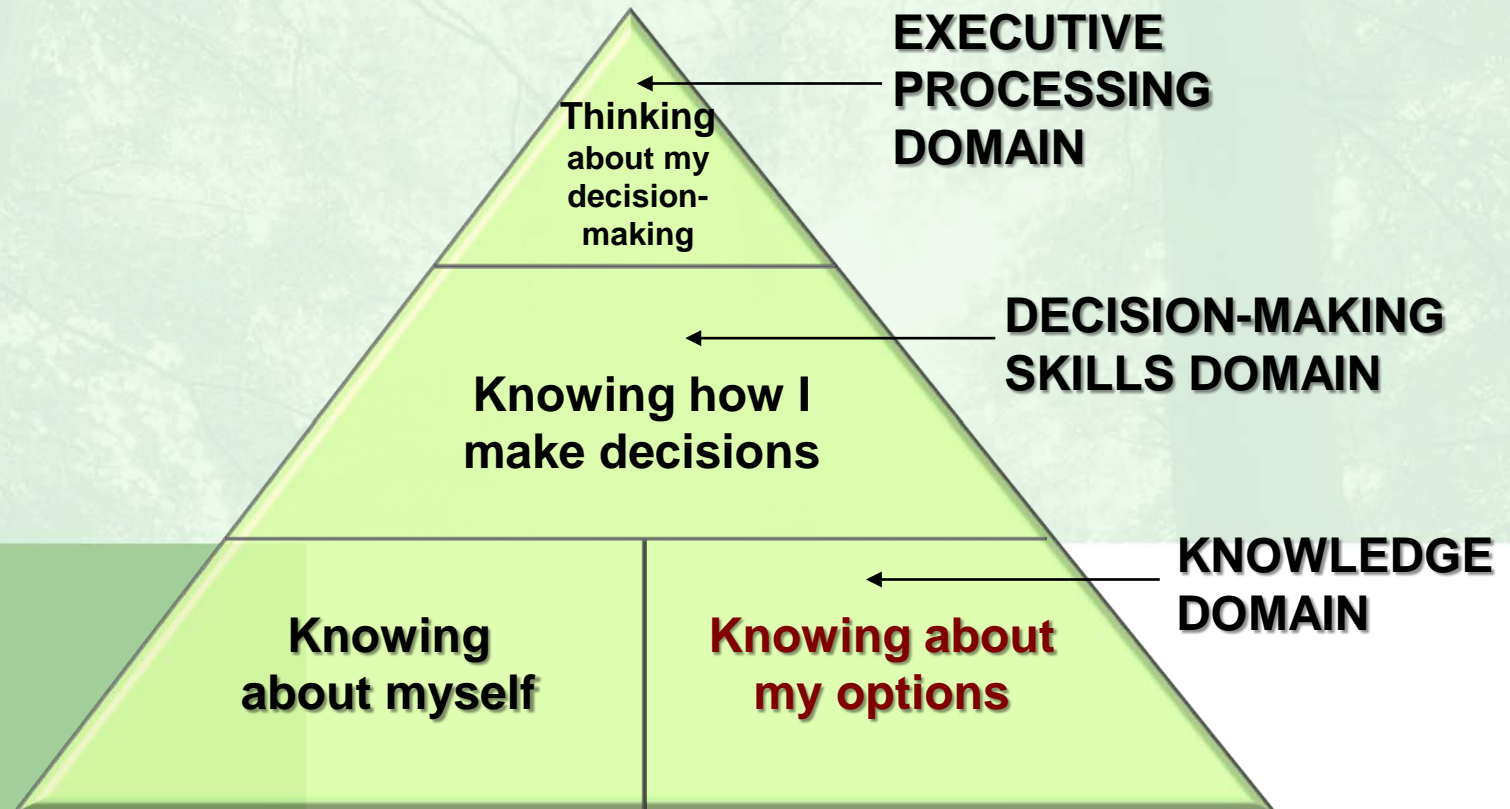 EXECUTIVE
PROCESSING
DOMAIN
Thinking
about my
decision-
making
DECISION-MAKING
SKILLS DOMAIN
Knowing how I
make decisions
KNOWLEDGE
DOMAIN
Knowing
about myself
Knowing about
my options